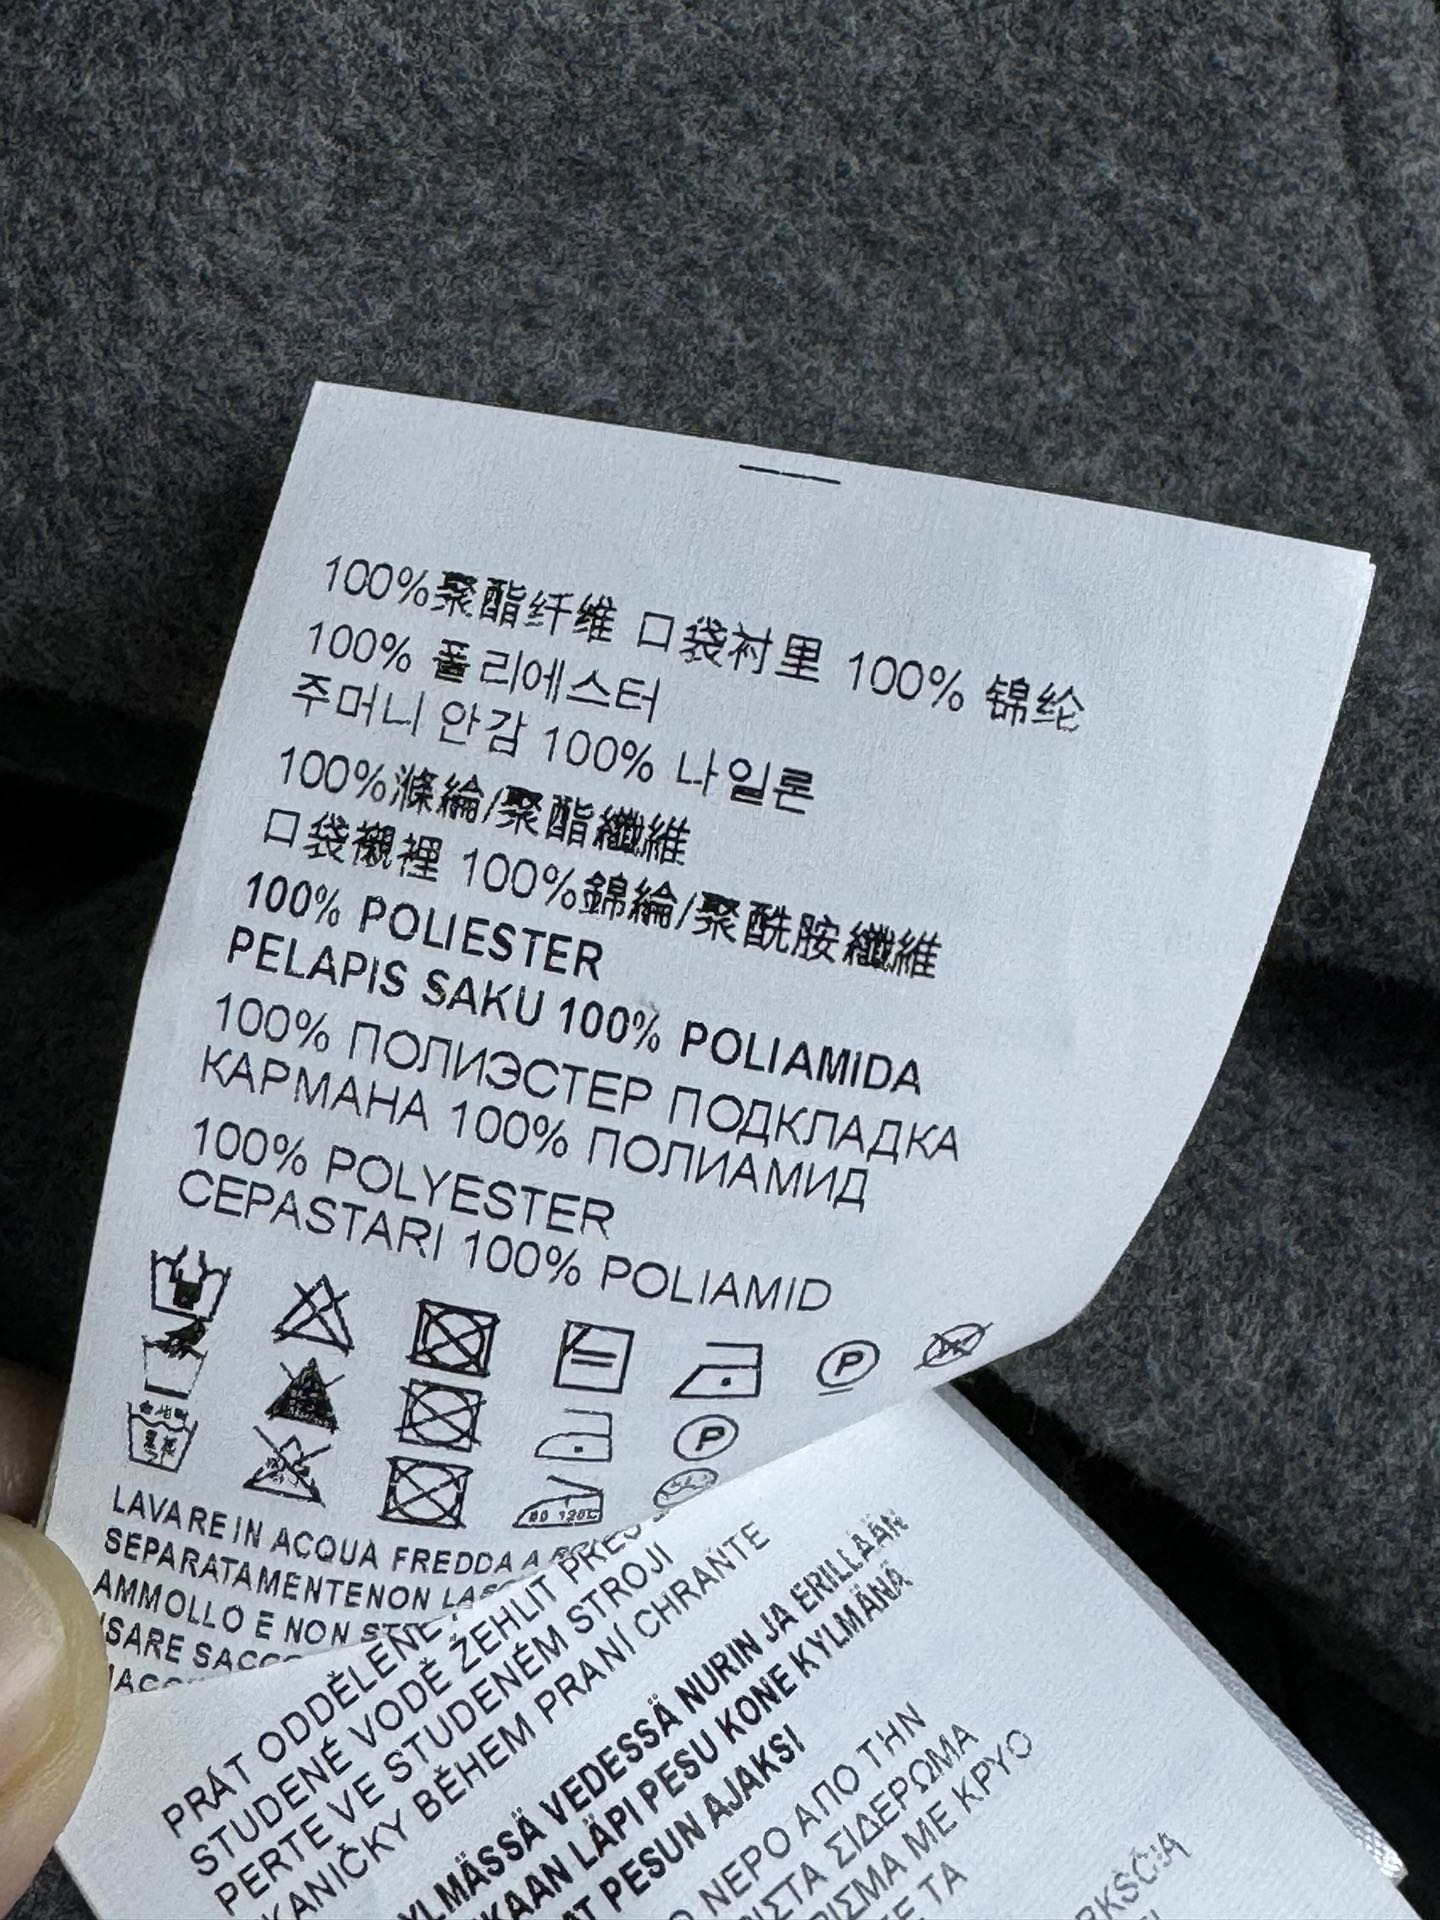 100%聚酯纤维 口袋衬里 100% 锦纶
100% 폴리에스터
주머니 안감 100% 나일론
100%滌綸/聚酯纖維
口袋襯裡 100%錦綸/聚酰胺纖維
100% POLIESTER
PELAPIS SAKU 100% POLIAMIDA
100% ПОЛИЭСТЕР ПОДКЛАДКА
КАРМАНА 100% ПОЛИАМИД
100% POLYESTER
CEPASTARI 100% POLIAMID
P
P
LAVARE IN ACQUA FREDDA A
SEPARATAMENTENON
AMMOLLO E NON
PRÁT ODDĚLENĚ
STUDENÉ VODĚ ŽEHLIT
PERTE VE STUDENÉM STROJI
KANIČKY BĚHEM PRANÍ CHRAŇTE
VEDESSÄ NURIN JA ERILLÄÄN
LÄPI PESU KONE KYLMÄNÄ
PESUN AJAKSI
ΝΕΡΟ ΑΠΟ ΤΗΝ
ΣΙΔΕΡΩΜΑ
ΜΕ ΚΡΥΟ
ΤΑ